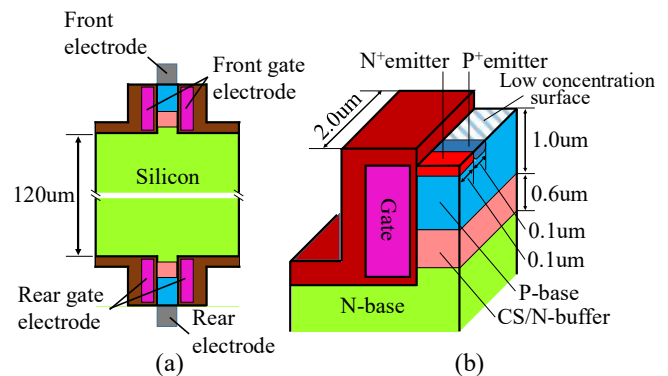 Front
electrode
Front gate
electrode
120um
Silicon
Rear gate
electrode
Rear
electrode
(a)
N+emitter
P+emitter
Low concentration
surface
2.0um
1.0um
0.6um
0.1um
0.1um
Gate
P-base
CS/N-buffer
N-base
(b)